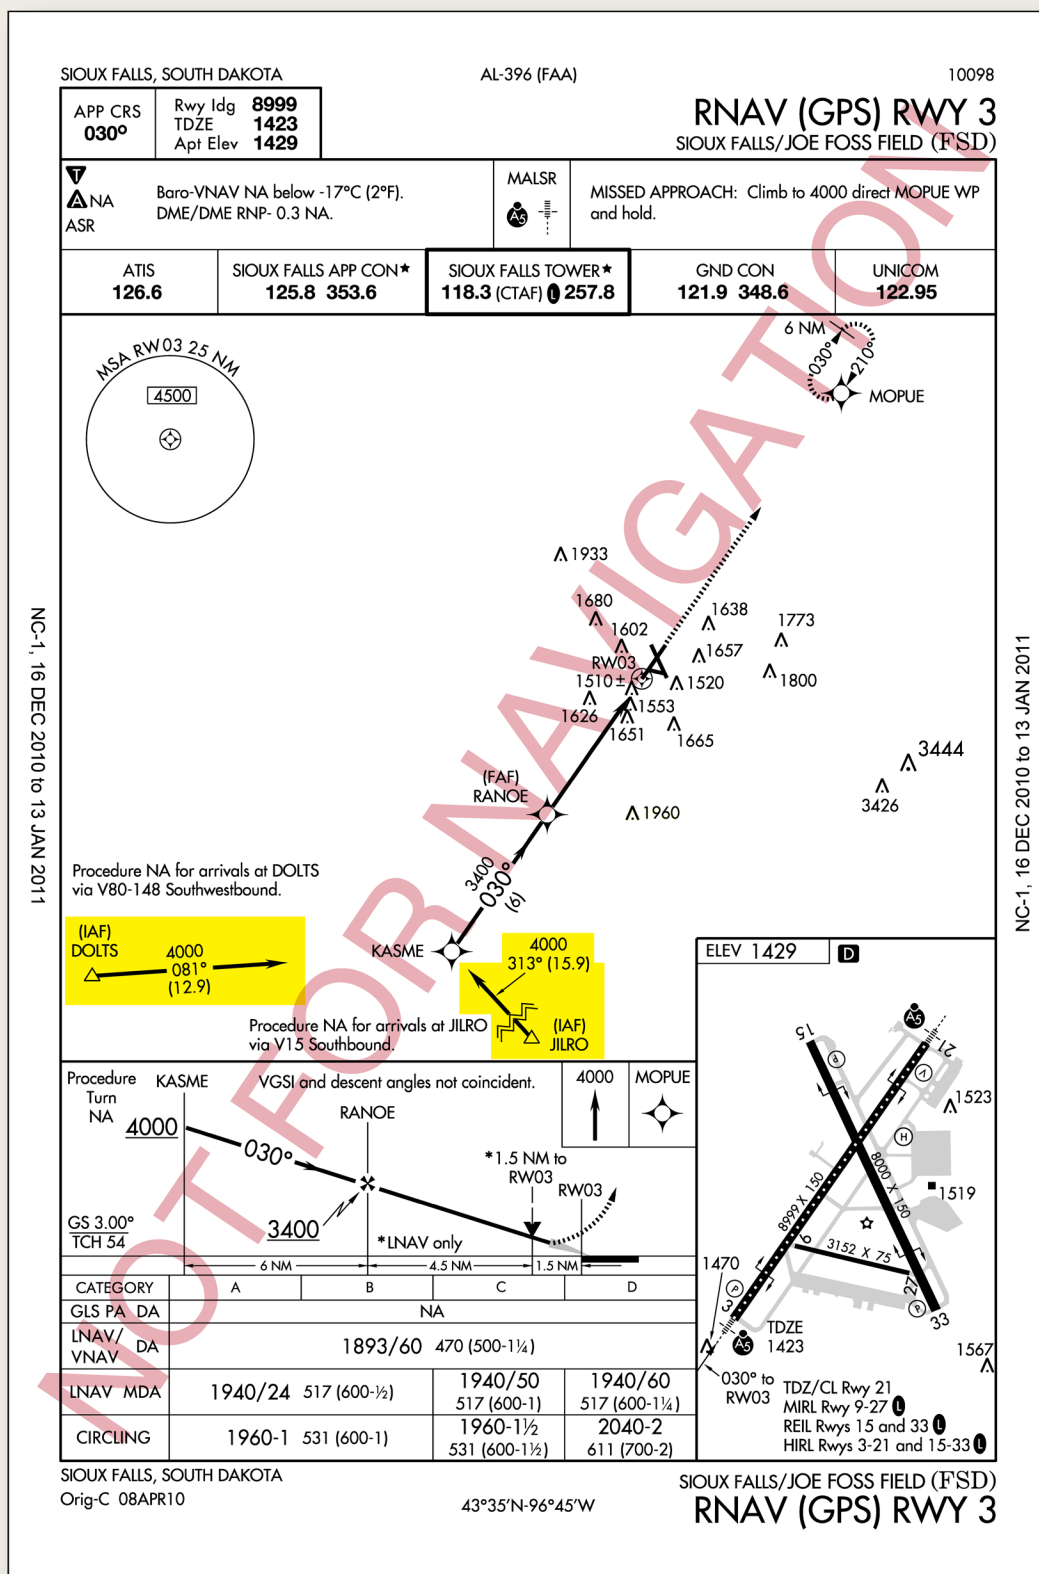 SIOUX FALLS, SOUTH DAKOTA
AL-396 (FAA)
10098
APP CRS
030°
Rwy ldg 8999
TDZE 1423
Apt Elev 1429
RNAV (GPS) RWY 3
SIOUX FALLS/JOE FOSS FIELD (FSD)
T
A NA
ASR
Baro-VNAV NA below -17°C (2°F).
DME/DME RNP- 0.3 NA.
MALSR
A5
MISSED APPROACH: Climb to 4000 direct MOPUE WP
and hold.
ATIS
126.6
SIOUX FALLS APP CON★
125.8 353.6
SIOUX FALLS TOWER★
118.3 (CTAF) L 257.8
GND CON
121.9 348.6
UNICOM
122.95
MSA RW03 25 NM
4500
6 NM
030°
210°
MOPUE
1933
1680
1602
1638
1773
1657
RW03
1510±
1520
1800
1626
1553
1651
1665
3444
3426
(FAF)
RANOE
1960
3400
030°
(6)
Procedure NA for arrivals at DOLTS
via V80-148 Southwestbound.
(IAF)
DOLTS
4000
081°
(12.9)
KASME
4000
313° (15.9)
(IAF)
JILRO
Procedure NA for arrivals at JILRO
via V15 Southbound.
NOT FOR NAVIGATION
NC-1, 16 DEC 2010 to 13 JAN 2011
NC-1, 16 DEC 2010 to 13 JAN 2011
ELEV 1429
D
15
A5
21
P
V
1523
H
8999 X 150
8000 X 150
1519
9
3152 X 75
27
1470
P
3
P
33
A5
TDZE
1423
1567
030° to
RW03
TDZ/CL Rwy 21
MIRL Rwy 9-27 L
REIL Rwys 15 and 33 L
HIRL Rwys 3-21 and 15-33 L
Procedure
Turn
NA
KASME
VGSI and descent angles not coincident.
4000
MOPUE
4000
030°
RANOE
*1.5 NM to
RW03
RW03
GS 3.00°
TCH 54
3400
*LNAV only
6 NM
4.5 NM
1.5 NM
CATEGORY A B C D
GLS PA DA NA
LNAV/
VNAV DA 1893/60 470 (500-1¼)
LNAV MDA 1940/24 517 (600-½) 1940/50 517 (600-1) 1940/60 517 (600-1¼)
CIRCLING 1960-1 531 (600-1) 1960-1½ 531 (600-1½) 2040-2 611 (700-2)
SIOUX FALLS, SOUTH DAKOTA
Orig-C 08APR10
43°35'N-96°45'W
SIOUX FALLS/JOE FOSS FIELD (FSD)
RNAV (GPS) RWY 3